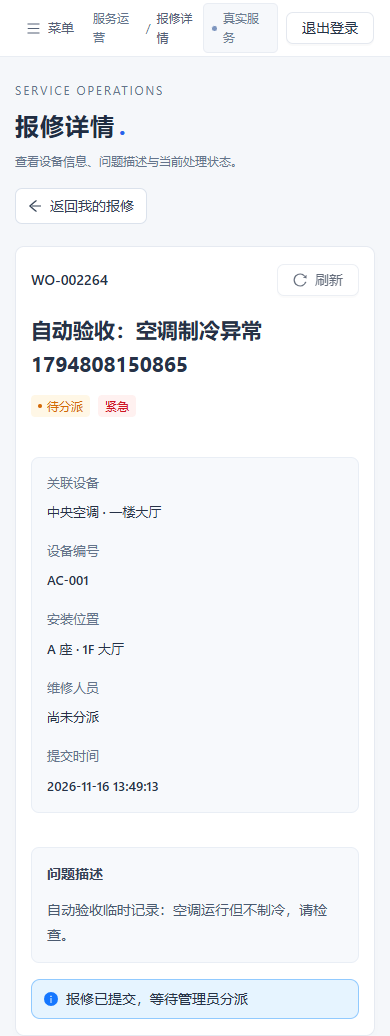 菜单
服务运营 / 报修详情
真实服务
退出登录
SERVICE OPERATIONS
报修详情.
查看设备信息、问题描述与当前处理状态。
返回我的报修
WO-002264
刷新
自动验收：空调制冷异常
1794808150865
待分派
紧急
关联设备
中央空调 · 一楼大厅
设备编号
AC-001
安装位置
A 座 · 1F 大厅
维修人员
尚未分派
提交时间
2026-11-16 13:49:13
问题描述
自动验收临时记录：空调运行但不制冷，请检
查。
报修已提交，等待管理员分派